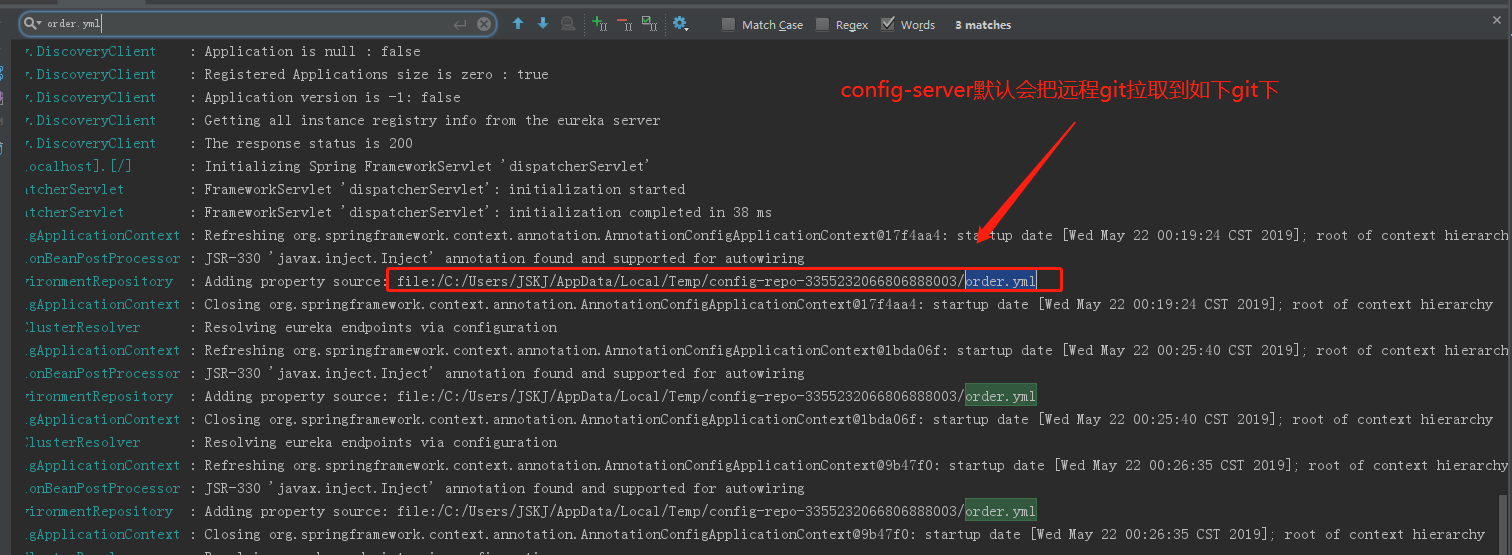 order.yml
Match Case
Regex
Words
3 matches
.DiscoveryClient : Application is null : false
.DiscoveryClient : Registered Applications size is zero : true
config-server默认会把远程git拉取到如下git下
.DiscoveryClient : Application version is -1: false
.DiscoveryClient : Getting all instance registry info from the eureka server
.DiscoveryClient : The response status is 200
ocalhost].[/] : Initializing Spring FrameworkServlet 'dispatcherServlet'
atcherServlet : FrameworkServlet 'dispatcherServlet': initialization started
atcherServlet : FrameworkServlet 'dispatcherServlet': initialization completed in 38 ms
gApplicationContext : Refreshing org.springframework.context.annotation.AnnotationConfigApplicationContext@17f4aa4: startup date [Wed May 22 00:19:24 CST 2019]; root of context hierarchy
onBeanPostProcessor : JSR-330 'javax.inject.Inject' annotation found and supported for autowiring
vironmentRepository : Adding property source: file:/C:/Users/JSKJ/AppData/Local/Temp/config-repo-3355232066806888003/order.yml
gApplicationContext : Closing org.springframework.context.annotation.AnnotationConfigApplicationContext@17f4aa4: startup date [Wed May 22 00:19:24 CST 2019]; root of context hierarchy
ClusterResolver : Resolving eureka endpoints via configuration
gApplicationContext : Refreshing org.springframework.context.annotation.AnnotationConfigApplicationContext@1bda06f: startup date [Wed May 22 00:25:40 CST 2019]; root of context hierarch
onBeanPostProcessor : JSR-330 'javax.inject.Inject' annotation found and supported for autowiring
vironmentRepository : Adding property source: file:/C:/Users/JSKJ/AppData/Local/Temp/config-repo-3355232066806888003/order.yml
gApplicationContext : Closing org.springframework.context.annotation.AnnotationConfigApplicationContext@1bda06f: startup date [Wed May 22 00:25:40 CST 2019]; root of context hierarchy
ClusterResolver : Resolving eureka endpoints via configuration
gApplicationContext : Refreshing org.springframework.context.annotation.AnnotationConfigApplicationContext@9b47f0: startup date [Wed May 22 00:26:35 CST 2019]; root of context hierarchy
onBeanPostProcessor : JSR-330 'javax.inject.Inject' annotation found and supported for autowiring
vironmentRepository : Adding property source: file:/C:/Users/JSKJ/AppData/Local/Temp/config-repo-3355232066806888003/order.yml
gApplicationContext : Closing org.springframework.context.annotation.AnnotationConfigApplicationContext@9b47f0: startup date [Wed May 22 00:26:35 CST 2019]; root of context hierarchy